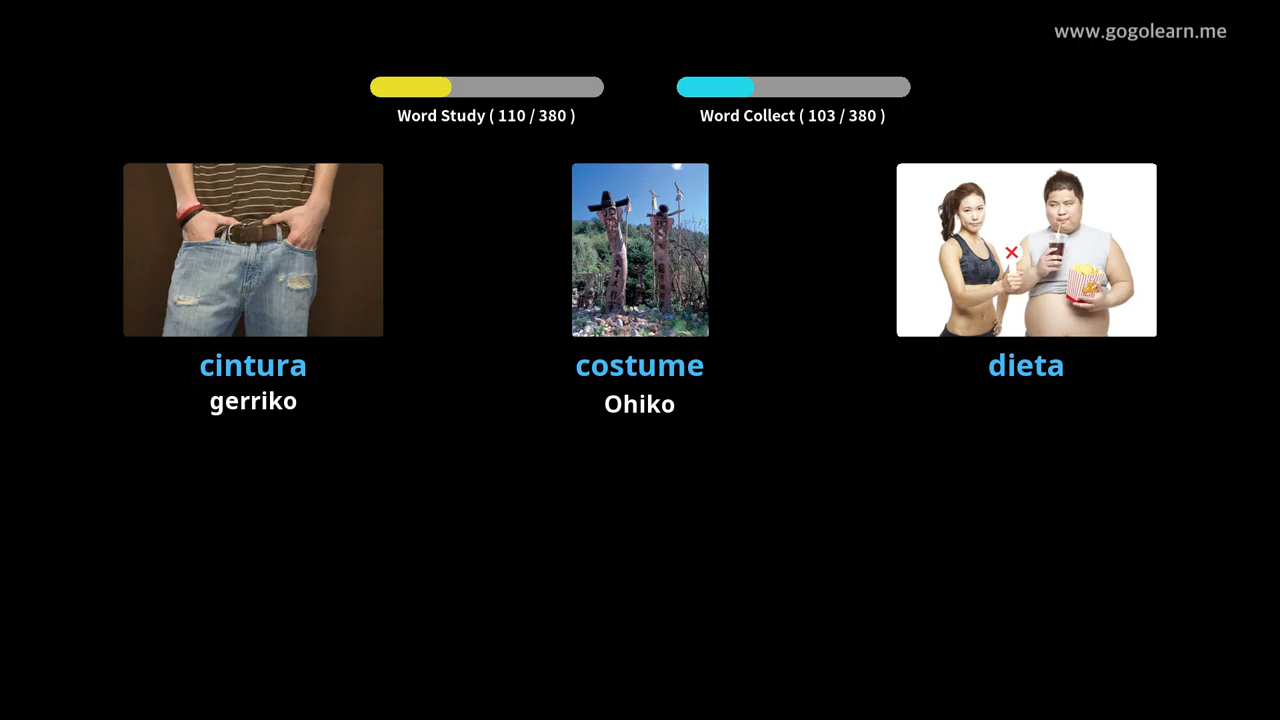 www.gogolearn.me
Word Study ( 110 / 380 )
Word Collect ( 103 / 380 )
cintura
gerriko
costume
Ohiko
dieta